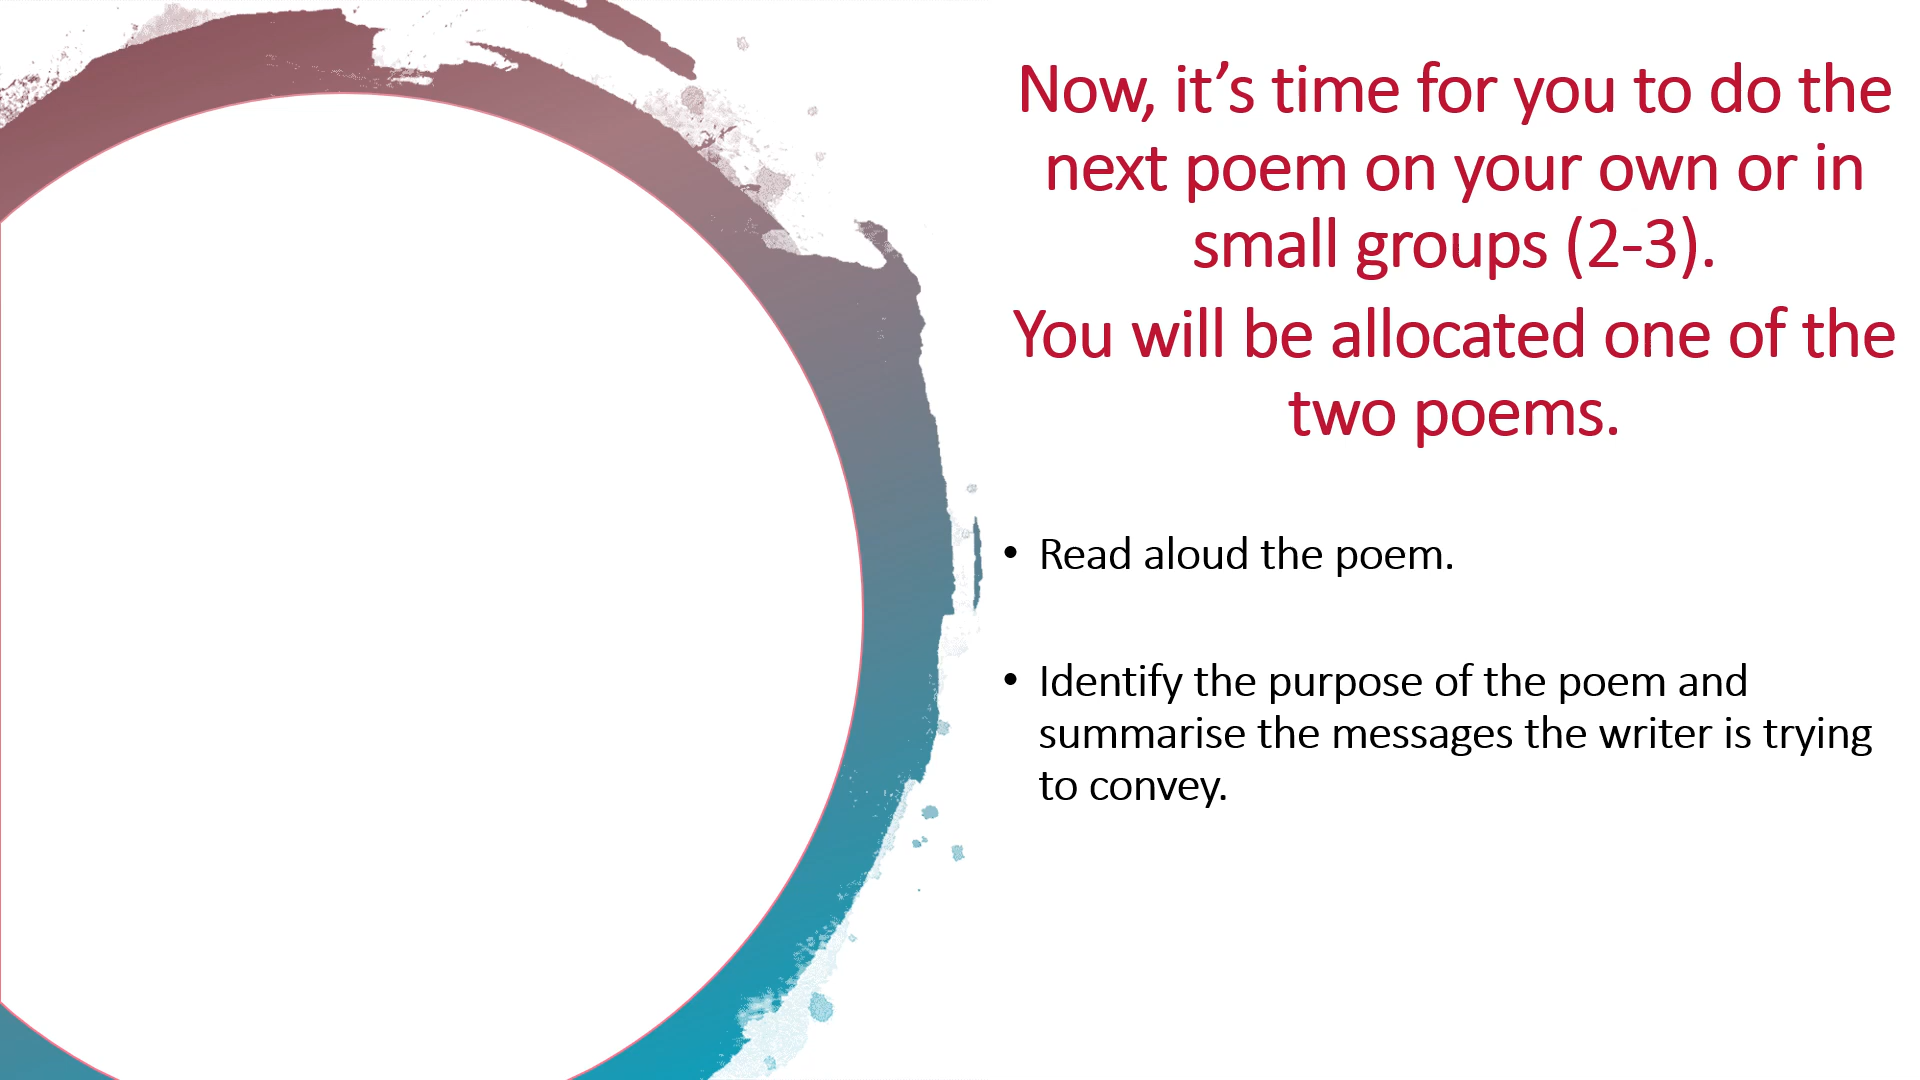 Now, it’s time for you to do the
next poem on your own or in
small groups (2-3).
You will be allocated one of the
two poems.
• Read aloud the poem.
• Identify the purpose of the poem and
summarise the messages the writer is trying
to convey.